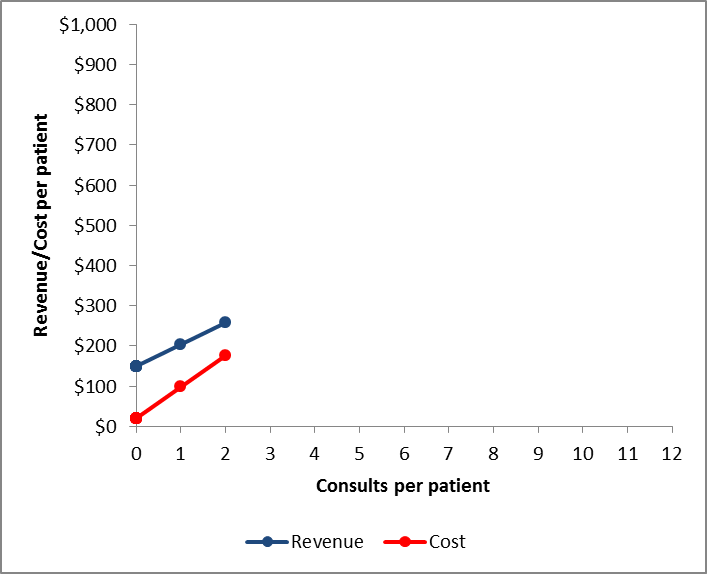 $1,000
$900
$800
$700
$600
$500
$400
$300
$200
$100
$0
Revenue/Cost per patient
0 1 2 3 4 5 6 7 8 9 10 11 12
Consults per patient
Revenue Cost